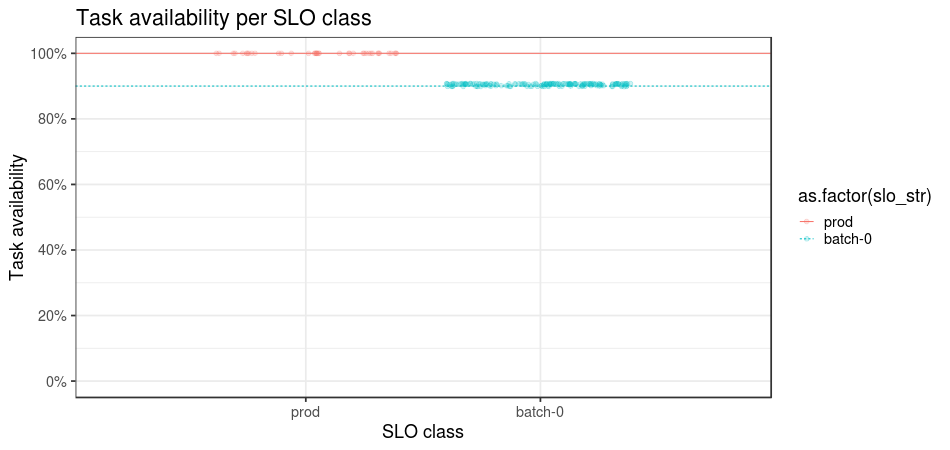 Task availability per SLO class
100%
80%
60%
40%
20%
0%
Task availability
prod
batch-0
SLO class
as.factor(slo_str)
prod
batch-0